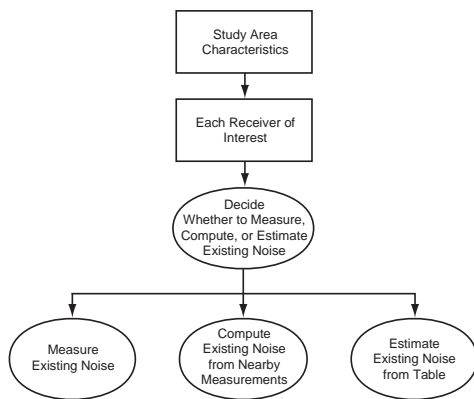 Study Area
Characteristics
Each Receiver of
Interest
Decide
Whether to Measure,
Compute, or Estimate
Existing Noise
Measure
Existing Noise
Compute
Existing Noise
from Nearby
Measurements
Estimate
Existing Noise
from Table